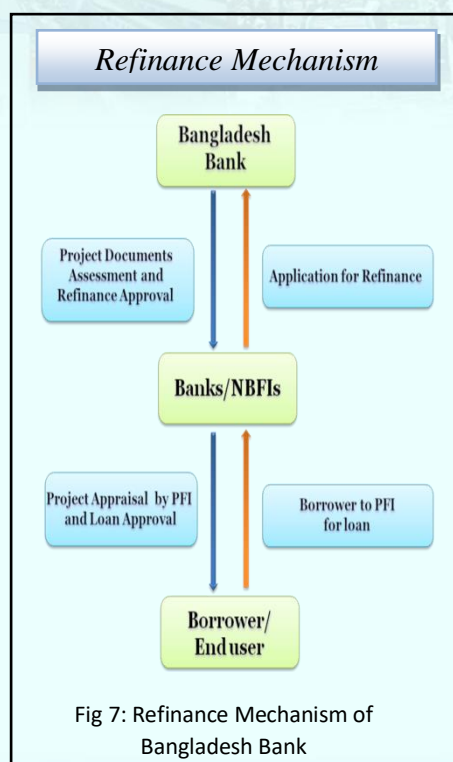 Refinance Mechanism
Bangladesh
Bank
Project Documents
Assessment and
Refinance Approval
Application for Refinance
Banks/NBFIs
Project Appraisal by PFI
and Loan Approval
Borrower to PFI
for loan
Borrower/
End user
Fig 7: Refinance Mechanism of
Bangladesh Bank